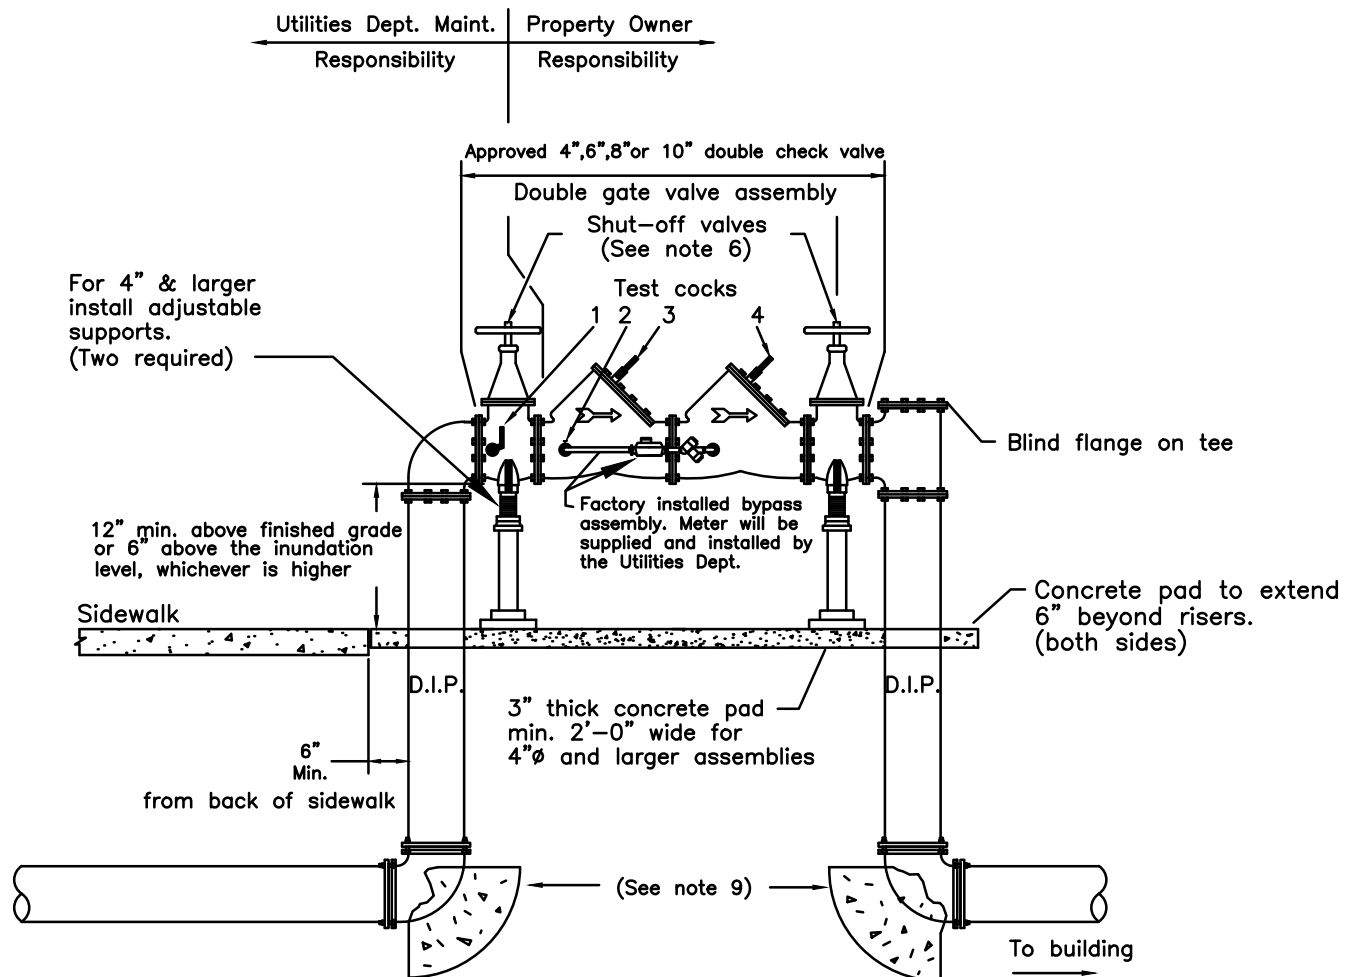 Utilities Dept. Maint.
Responsibility
Property Owner
Responsibility
Approved 4",6",8"or 10" double check valve
Double gate valve assembly
Shut-off valves
(See note 6)
Test cocks
1 2 3 4
For 4" & larger
install adjustable
supports.
(Two required)
Blind flange on tee
Factory installed bypass
assembly. Meter will be
supplied and installed by
the Utilities Dept.
12" min. above finished grade
or 6" above the inundation
level, whichever is higher
Sidewalk
Concrete pad to extend
6" beyond risers.
(both sides)
D.I.P.
D.I.P.
3" thick concrete pad
min. 2'-0" wide for
4"ø and larger assemblies
6"
Min.
from back of sidewalk
(See note 9)
To building